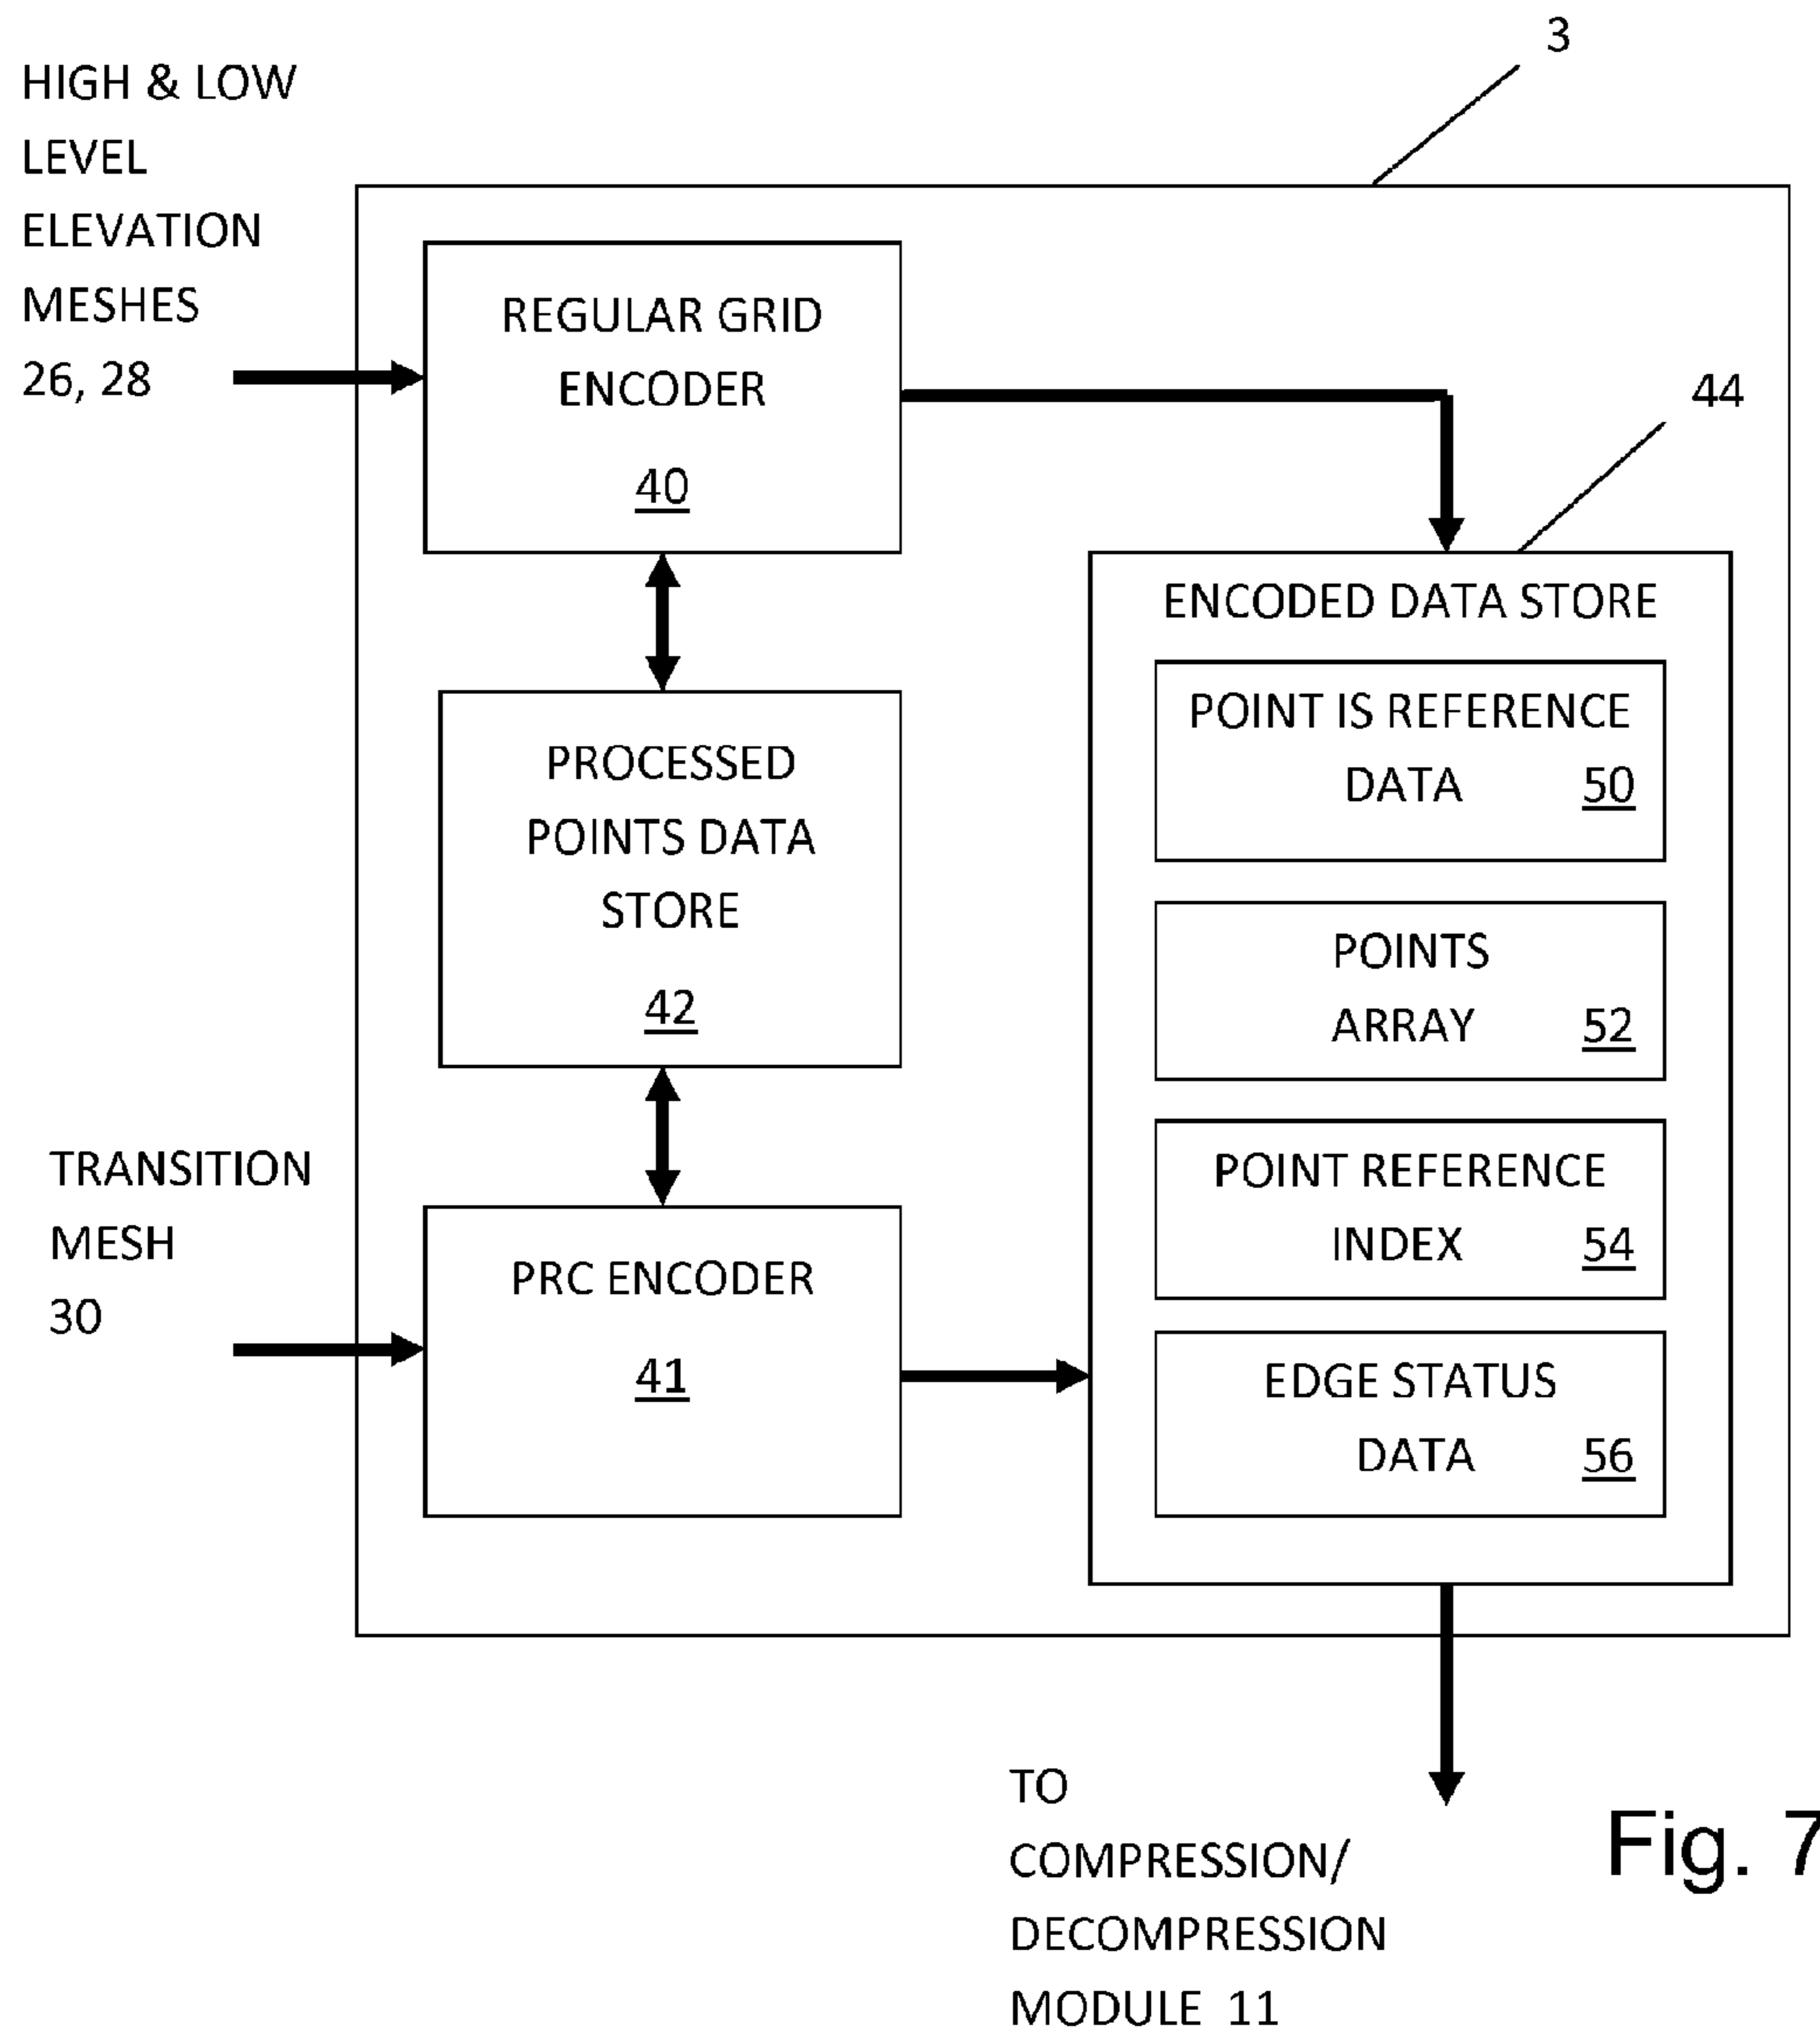 3
HIGH & LOW
LEVEL
ELEVATION
MESHES
26, 28
REGULAR GRID
ENCODER
40
44
ENCODED DATA STORE
POINT IS REFERENCE
DATA 50
PROCESSED
POINTS DATA
STORE
42
POINTS
ARRAY 52
TRANSITION
MESH
30
PRC ENCODER
41
POINT REFERENCE
INDEX 54
EDGE STATUS
DATA 56
TO
COMPRESSION/
DECOMPRESSION
MODULE 11
Fig. 7